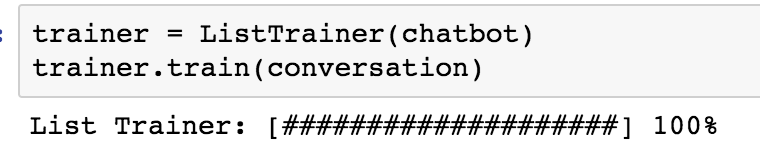 :
trainer = ListTrainer(chatbot)
trainer.train(conversation)
List Trainer: [####################] 100%